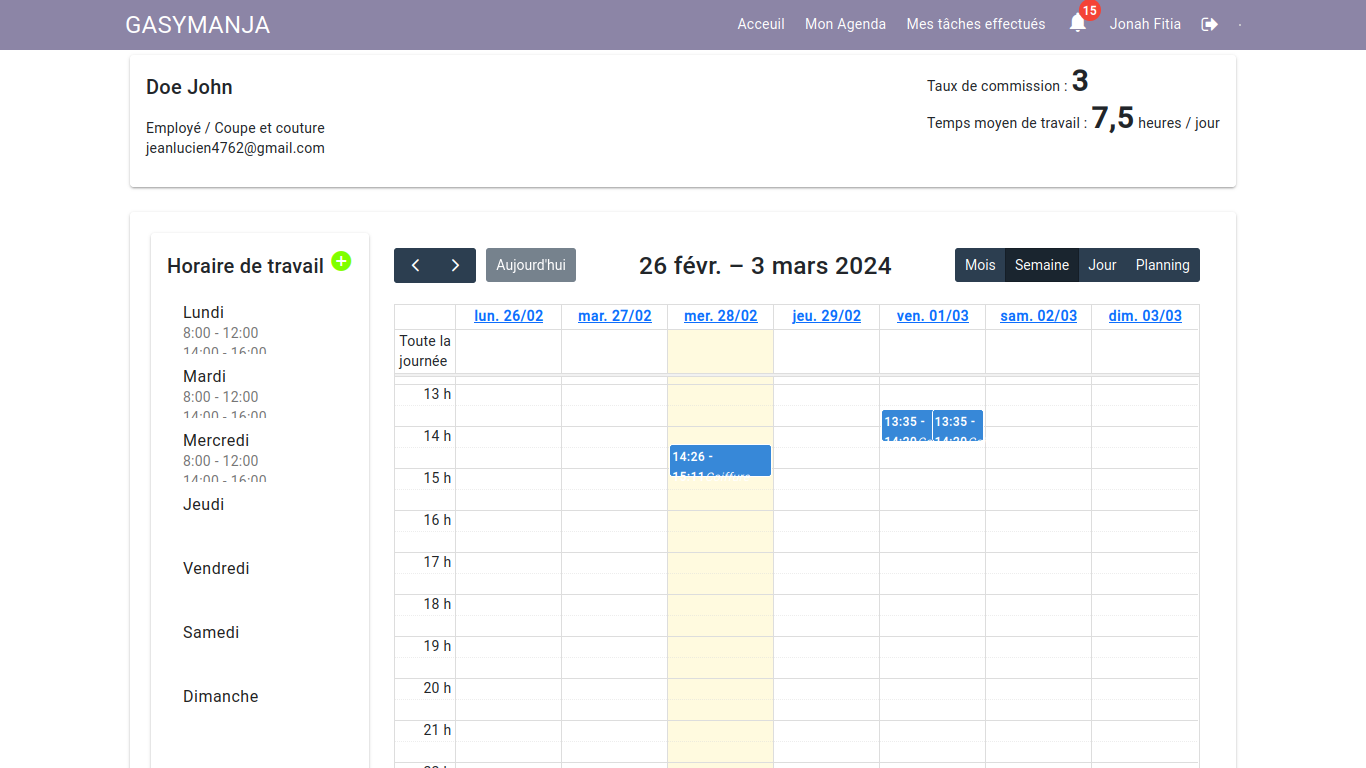 GASYMANJA
Acceuil Mon Agenda Mes tâches effectués 15 Jonah Fitia
Doe John
Employé / Coupe et couture
jeanlucien4762@gmail.com
Taux de commission : 3
Temps moyen de travail : 7,5 heures / jour
Horaire de travail
Lundi
8:00 - 12:00
14:00 - 16:00
Mardi
8:00 - 12:00
14:00 - 16:00
Mercredi
8:00 - 12:00
14:00 - 16:00
Jeudi
Vendredi
Samedi
Dimanche
Aujourd'hui
26 févr. – 3 mars 2024
Mois Semaine Jour Planning
lun. 26/02 mar. 27/02 mer. 28/02 jeu. 29/02 ven. 01/03 sam. 02/03 dim. 03/03
Toute la
journée
13 h
13:35 - 13:35 -
14:20 14:20
14 h
14:26 -
15:11 Coiffure
15 h
16 h
17 h
18 h
19 h
20 h
21 h